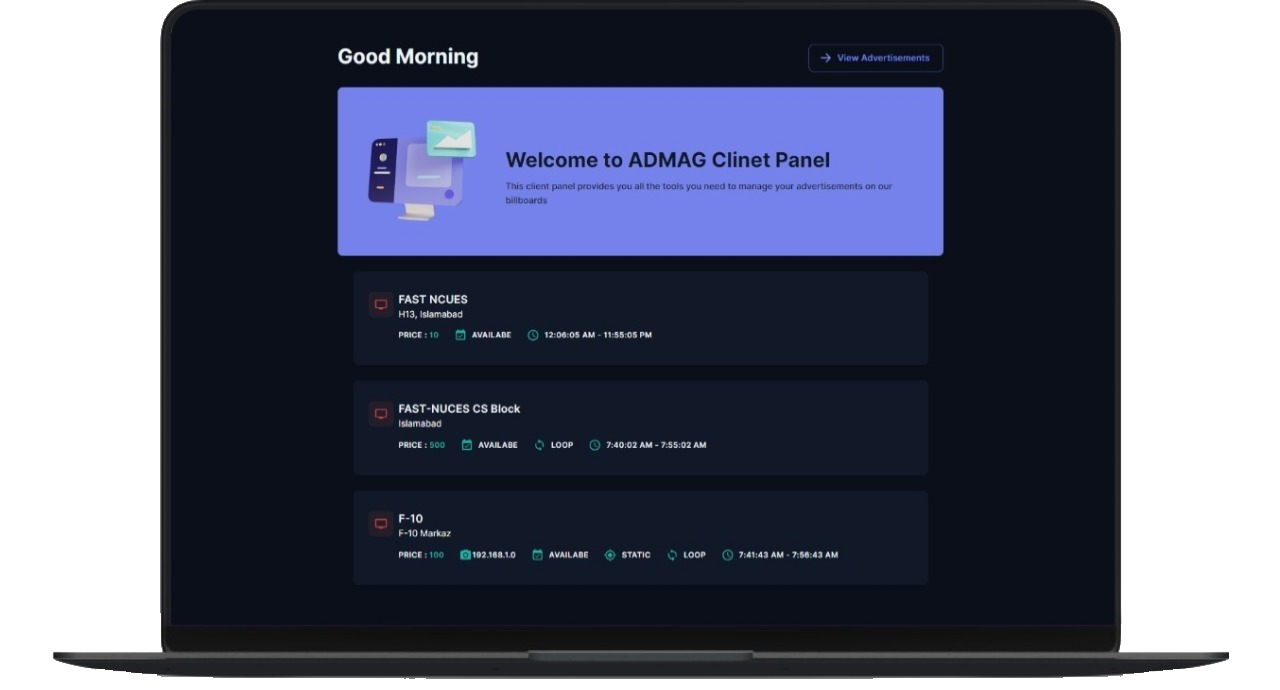 Good Morning
View Advertisements
Welcome to ADMAG Clinet Panel
This client panel provides you all the tools you need to manage your advertisements on our
billboards
FAST NCUES
H13, Islamabad
PRICE : 10 AVAILABE 12:06:05 AM - 11:55:05 PM
FAST-NUCES CS Block
Islamabad
PRICE : 500 AVAILABE LOOP 7:40:02 AM - 7:55:02 AM
F-10
F-10 Markaz
PRICE : 100 192.168.1.0 AVAILABE STATIC LOOP 7:41:43 AM - 7:56:43 AM